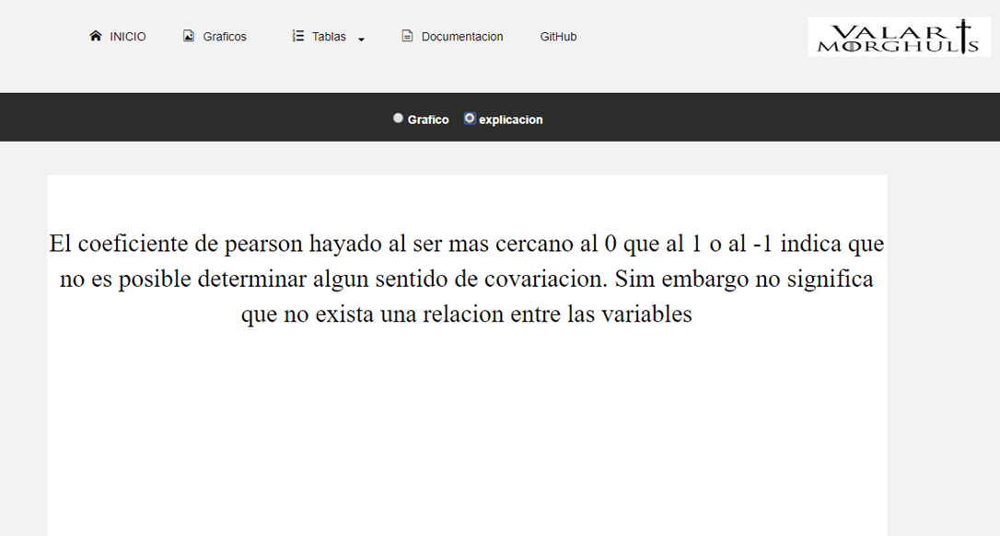 INICIO Graficos Tablas Documentacion GitHub
VALAR
MORGHULIS
Grafico explicacion
El coeficiente de pearson hayado al ser mas cercano al 0 que al 1 o al -1 indica que
no es posible determinar algun sentido de covariacion. Sim embargo no significa
que no exista una relacion entre las variables